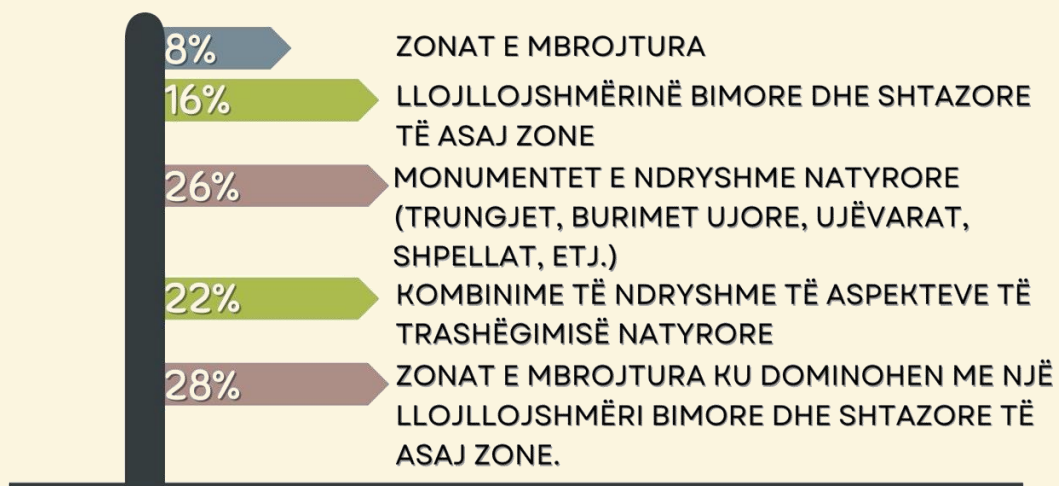 8%
ZONAT E MBROJTURA
16%
LLOJLLOJSHMËRINË BIMORE DHE SHTAZORE
TË ASAJ ZONE
26%
MONUMENTET E NDRYSHME NATYRORE
(TRUNGJET, BURIMET UJORE, UJËVARAT,
SHPELLAT, ETJ.)
22%
KOMBINIME TË NDRYSHME TË ASPEKTEVE TË
TRASHËGIMISË NATYRORE
28%
ZONAT E MBROJTURA KU DOMINOHEN ME NJË
LLOJLLOJSHMËRI BIMORE DHE SHTAZORE TË
ASAJ ZONE.